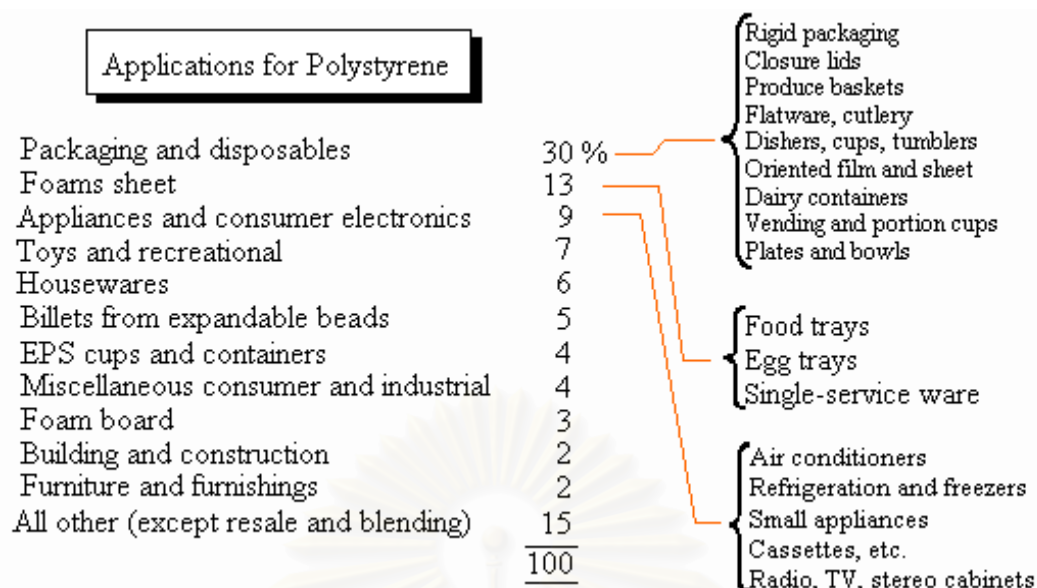 Applications for Polystyrene
Packaging and disposables 30 %
Foams sheet 13
Appliances and consumer electronics 9
Toys and recreational 7
Housewares 6
Billets from expandable beads 5
EPS cups and containers 4
Miscellaneous consumer and industrial 4
Foam board 3
Building and construction 2
Furniture and furnishings 2
All other (except resale and blending) 15
100
Rigid packaging
Closure lids
Produce baskets
Flatware, cutlery
Dishers, cups, tumblers
Oriented film and sheet
Dairy containers
Vending and portion cups
Plates and bowls
Food trays
Egg trays
Single-service ware
Air conditioners
Refrigeration and freezers
Small appliances
Cassettes, etc.
Radio, TV, stereo cabinets